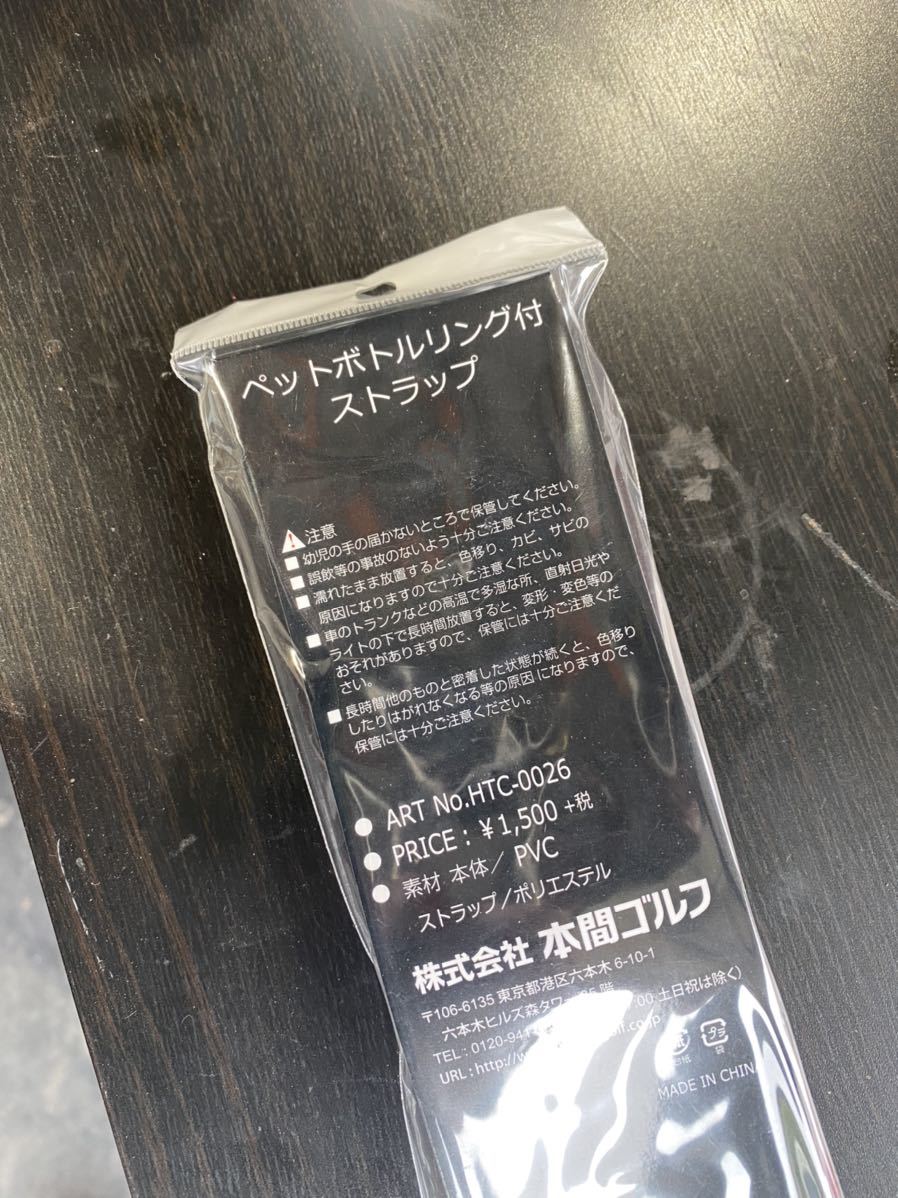 ペットボトルリング付
ストラップ
注意
■ 幼児の手の届かないところで保管してください。
■ 誤飲等の事故のないよう十分ご注意ください。
■ 濡れたまま放置すると、色移り、カビ、サビの
原因になりますので十分ご注意ください。
■ 車のトランクなどの高温で多湿な所、直射日光や
ライトの下で長時間放置すると、変形・変色等の
おそれがありますので、保管には十分ご注意くだ
さい。
■ 長時間他のものと密着した状態が続くと、色移り
したりはがれなくなる等の原因になりますので、
保管には十分ご注意ください。
● ART No.HTC-0026
● PRICE : ¥1,500 +税
● 素材 本体/ PVC
ストラップ/ポリエステル
株式会社 本間ゴルフ
〒106-6135 東京都港区六本木 6-10-1
六本木ヒルズ森タワー 階
TEL : 0120-941 :00 土日祝は除く)
URL : http://w .co.jp
紙
プラ
袋
MADE IN CHINA